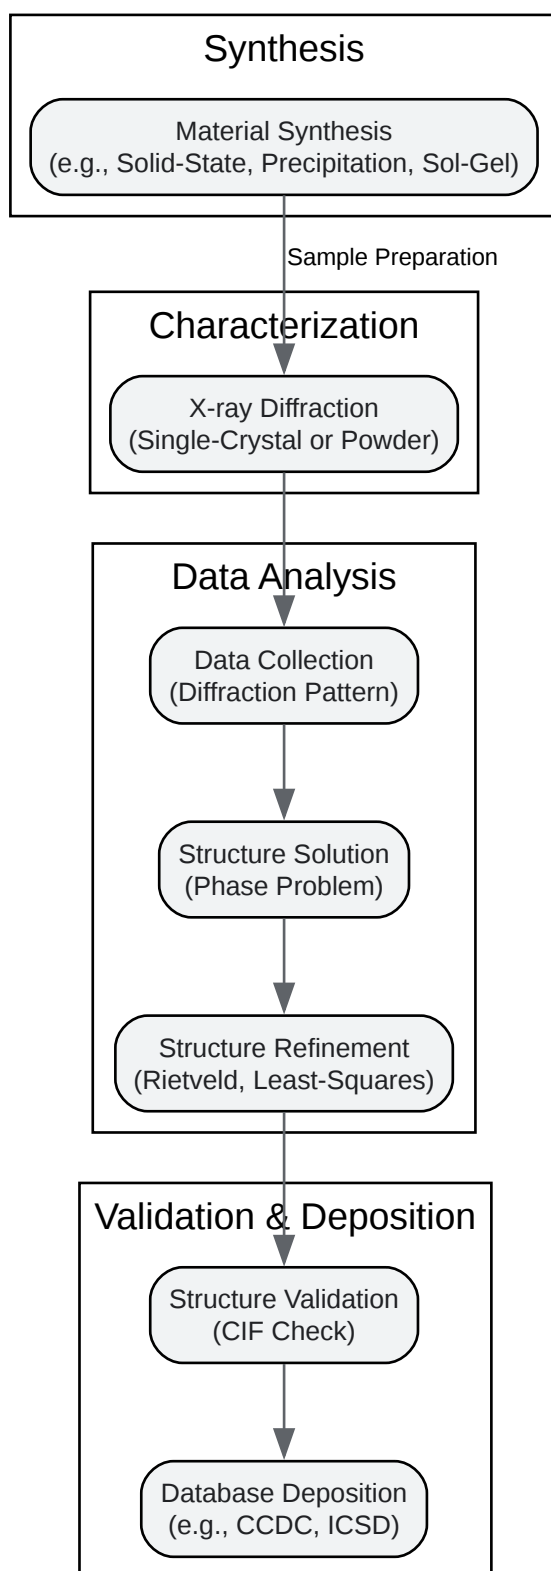 Synthesis
Material Synthesis
(e.g., Solid-State, Precipitation, Sol-Gel)
Sample Preparation
Characterization
X-ray Diffraction
(Single-Crystal or Powder)
Data Analysis
Data Collection
(Diffraction Pattern)
Structure Solution
(Phase Problem)
Structure Refinement
(Rietveld, Least-Squares)
Validation & Deposition
Structure Validation
(CIF Check)
Database Deposition
(e.g., CCDC, ICSD)